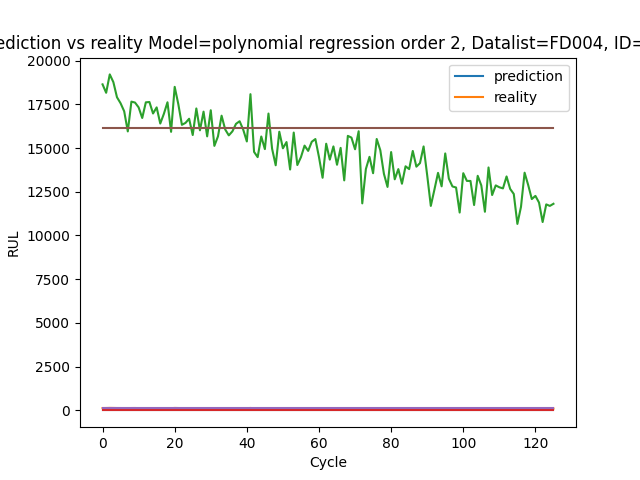 ediction vs reality Model=polynomial regression order 2, Datalist=FD004, ID=
prediction
reality
20000
17500
15000
12500
10000
7500
5000
2500
0
RUL
0 20 40 60 80 100 120
Cycle